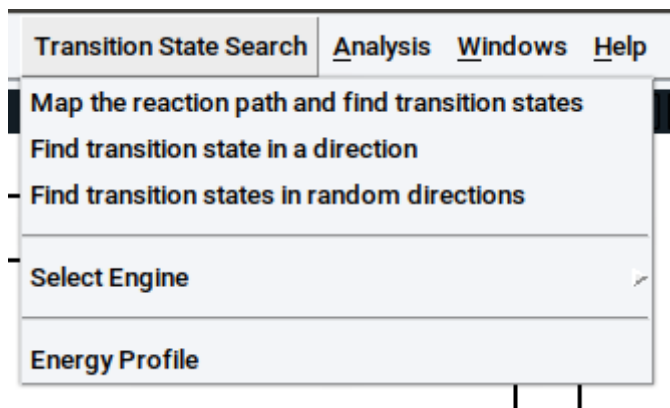 Transition State Search Analysis Windows Help
Map the reaction path and find transition states
Find transition state in a direction
Find transition states in random directions
Select Engine
Energy Profile